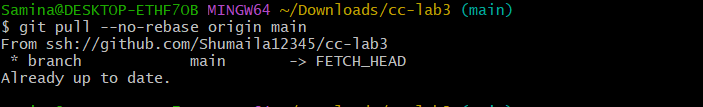 Samina@DESKTOP-ETHF7OB MINGW64 ~/Downloads/cc-lab3 (main)
$ git pull --no-rebase origin main
From ssh://github.com/Shumaila12345/cc-lab3
 * branch            main       -> FETCH_HEAD
Already up to date.